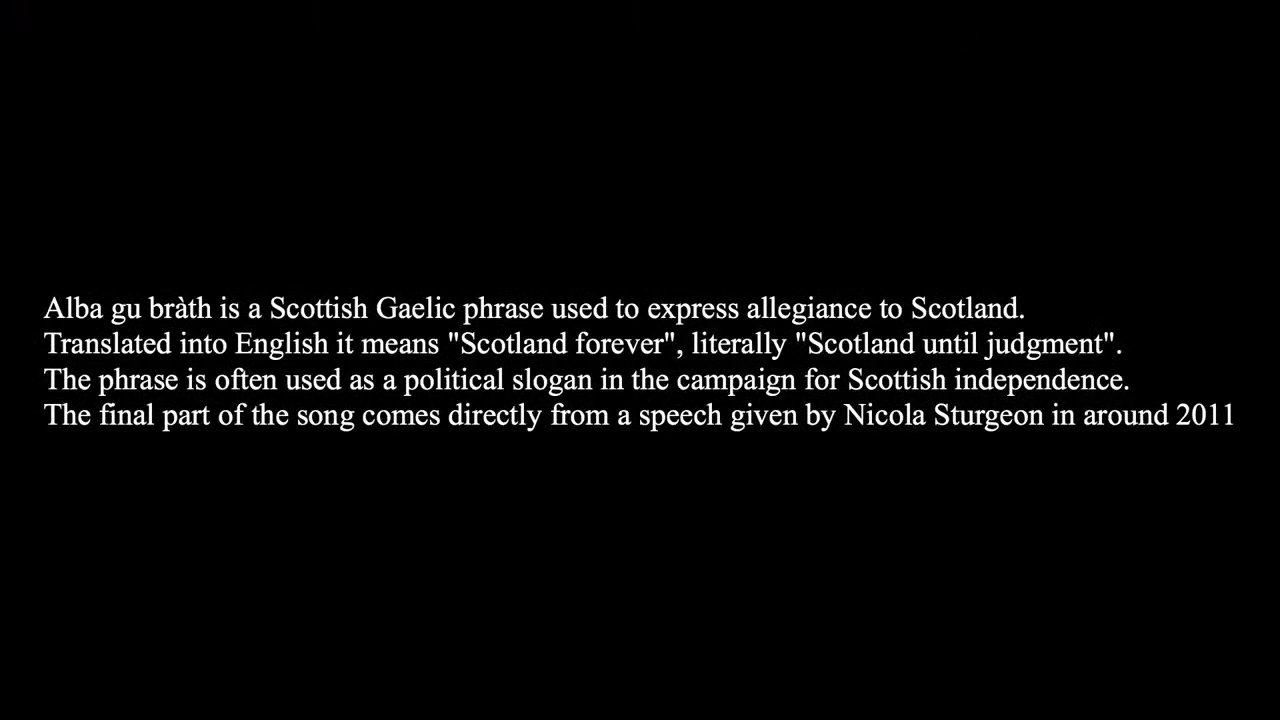 Alba gu bràth is a Scottish Gaelic phrase used to express allegiance to Scotland.
Translated into English it means "Scotland forever", literally "Scotland until judgment".
The phrase is often used as a political slogan in the campaign for Scottish independence.
The final part of the song comes directly from a speech given by Nicola Sturgeon in around 2011